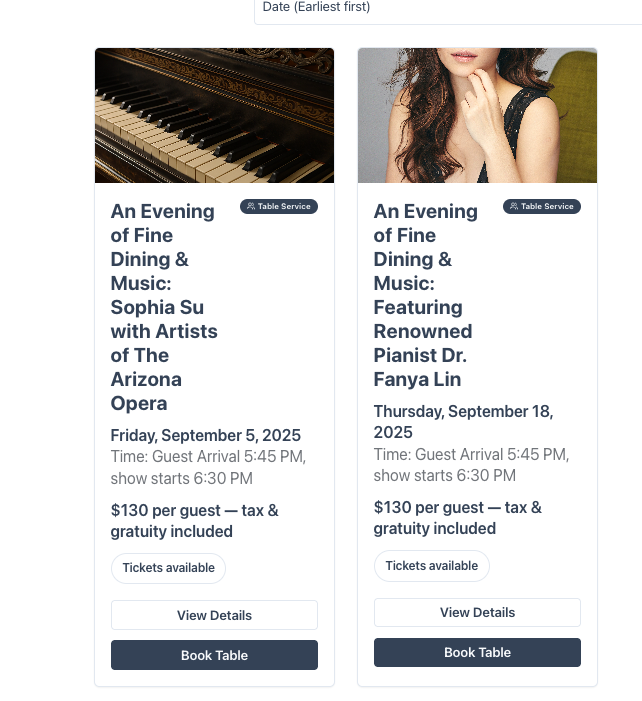 Date (Earliest first)
An Evening
of Fine
Dining &
Music:
Sophia Su
with Artists
of The
Arizona
Opera
Table Service
Friday, September 5, 2025
Time: Guest Arrival 5:45 PM,
show starts 6:30 PM
$130 per guest — tax &
gratuity included
Tickets available
View Details
Book Table
An Evening
of Fine
Dining &
Music:
Featuring
Renowned
Pianist Dr.
Fanya Lin
Table Service
Thursday, September 18,
2025
Time: Guest Arrival 5:45 PM,
show starts 6:30 PM
$130 per guest — tax &
gratuity included
Tickets available
View Details
Book Table